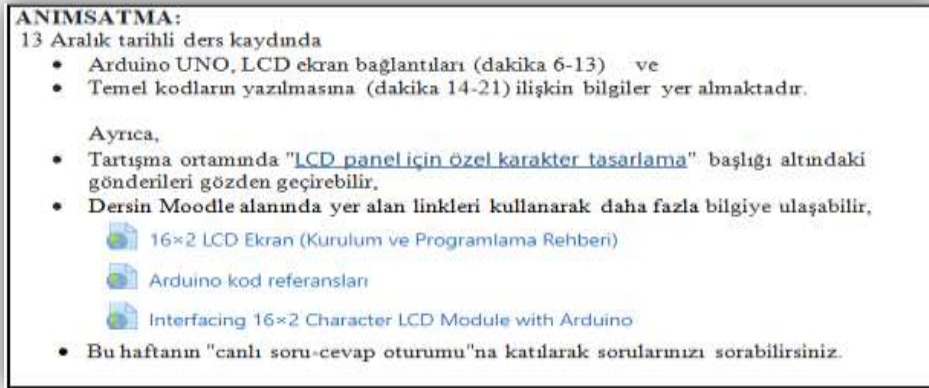 ANIMSATMA:
13 Aralık tarihli ders kaydında
• Arduino UNO, LCD ekran bağlantıları (dakika 6-13) ve
• Temel kodların yazılmasına (dakika 14-21) ilişkin bilgiler yer almaktadır.
Ayrıca,
• Tartışma ortamında "LCD panel için özel karakter tasarlama" başlığı altındaki
gönderileri gözden geçirebilir,
• Dersin Moodle alanında yer alan linkleri kullanarak daha fazla bilgiye ulaşabilir,
16×2 LCD Ekran (Kurulum ve Programlama Rehberi)
Arduino kod referansları
Interfacing 16×2 Character LCD Module with Arduino
• Bu haftanın "canlı soru-cevap oturumu"na katılarak sorularınızı sorabilirsiniz.